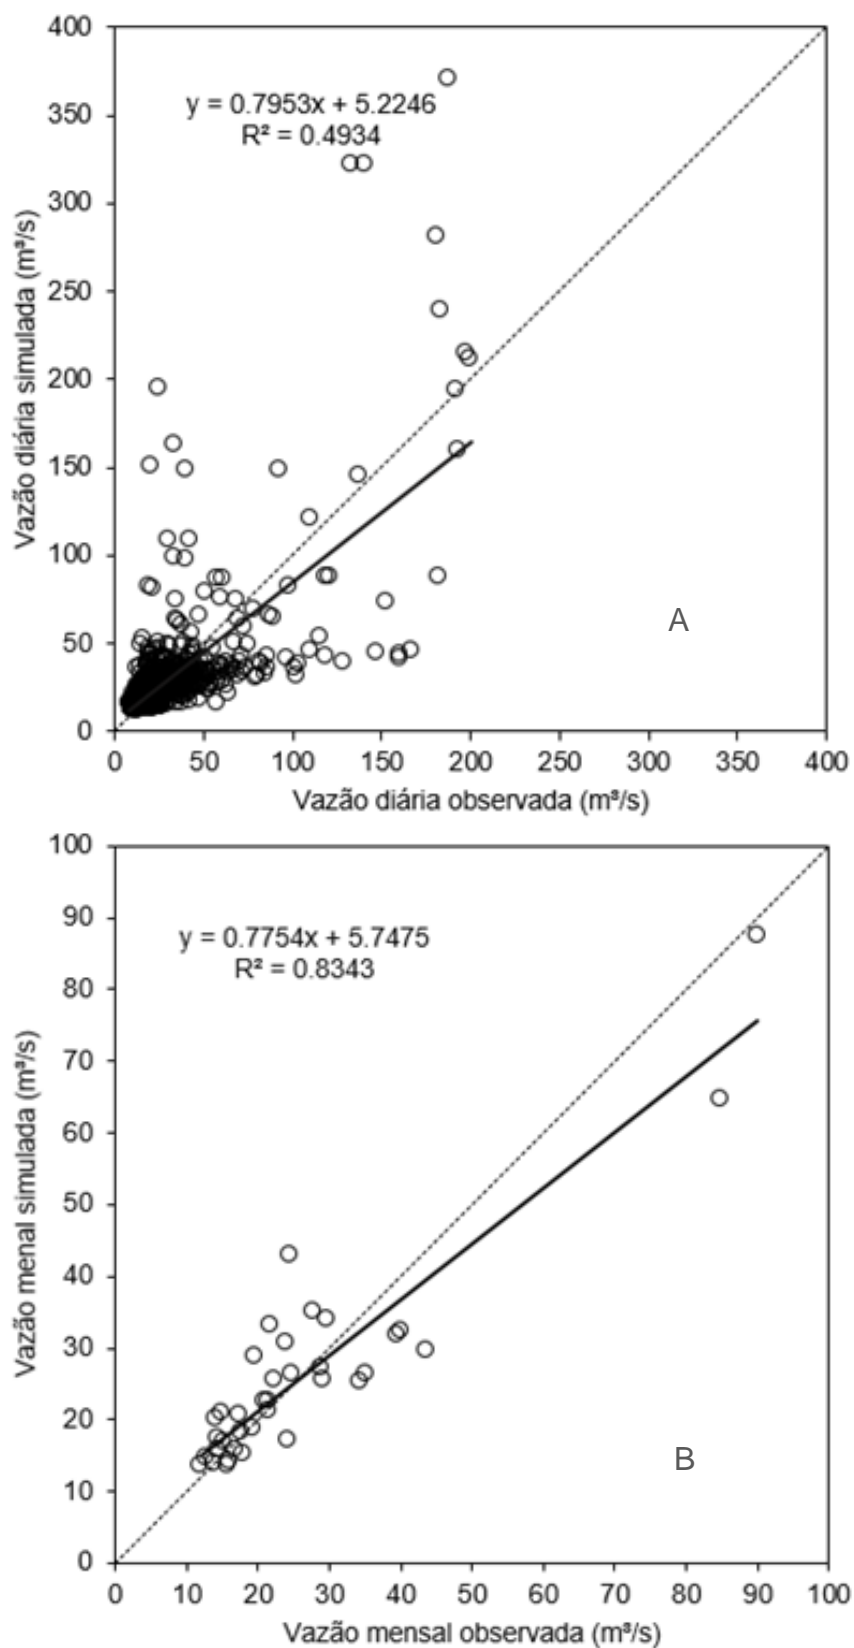 400
350
300
250
200
150
100
50
0
Vazão diária simulada (m³/s)
y = 0.7953x + 5.2246
R² = 0.4934
A
0 50 100 150 200 250 300 350 400
Vazão diária observada (m³/s)
100
90
80
70
60
50
40
30
20
10
0
Vazão menal simulada (m³/s)
y = 0.7754x + 5.7475
R² = 0.8343
B
0 10 20 30 40 50 60 70 80 90 100
Vazão mensal observada (m³/s)